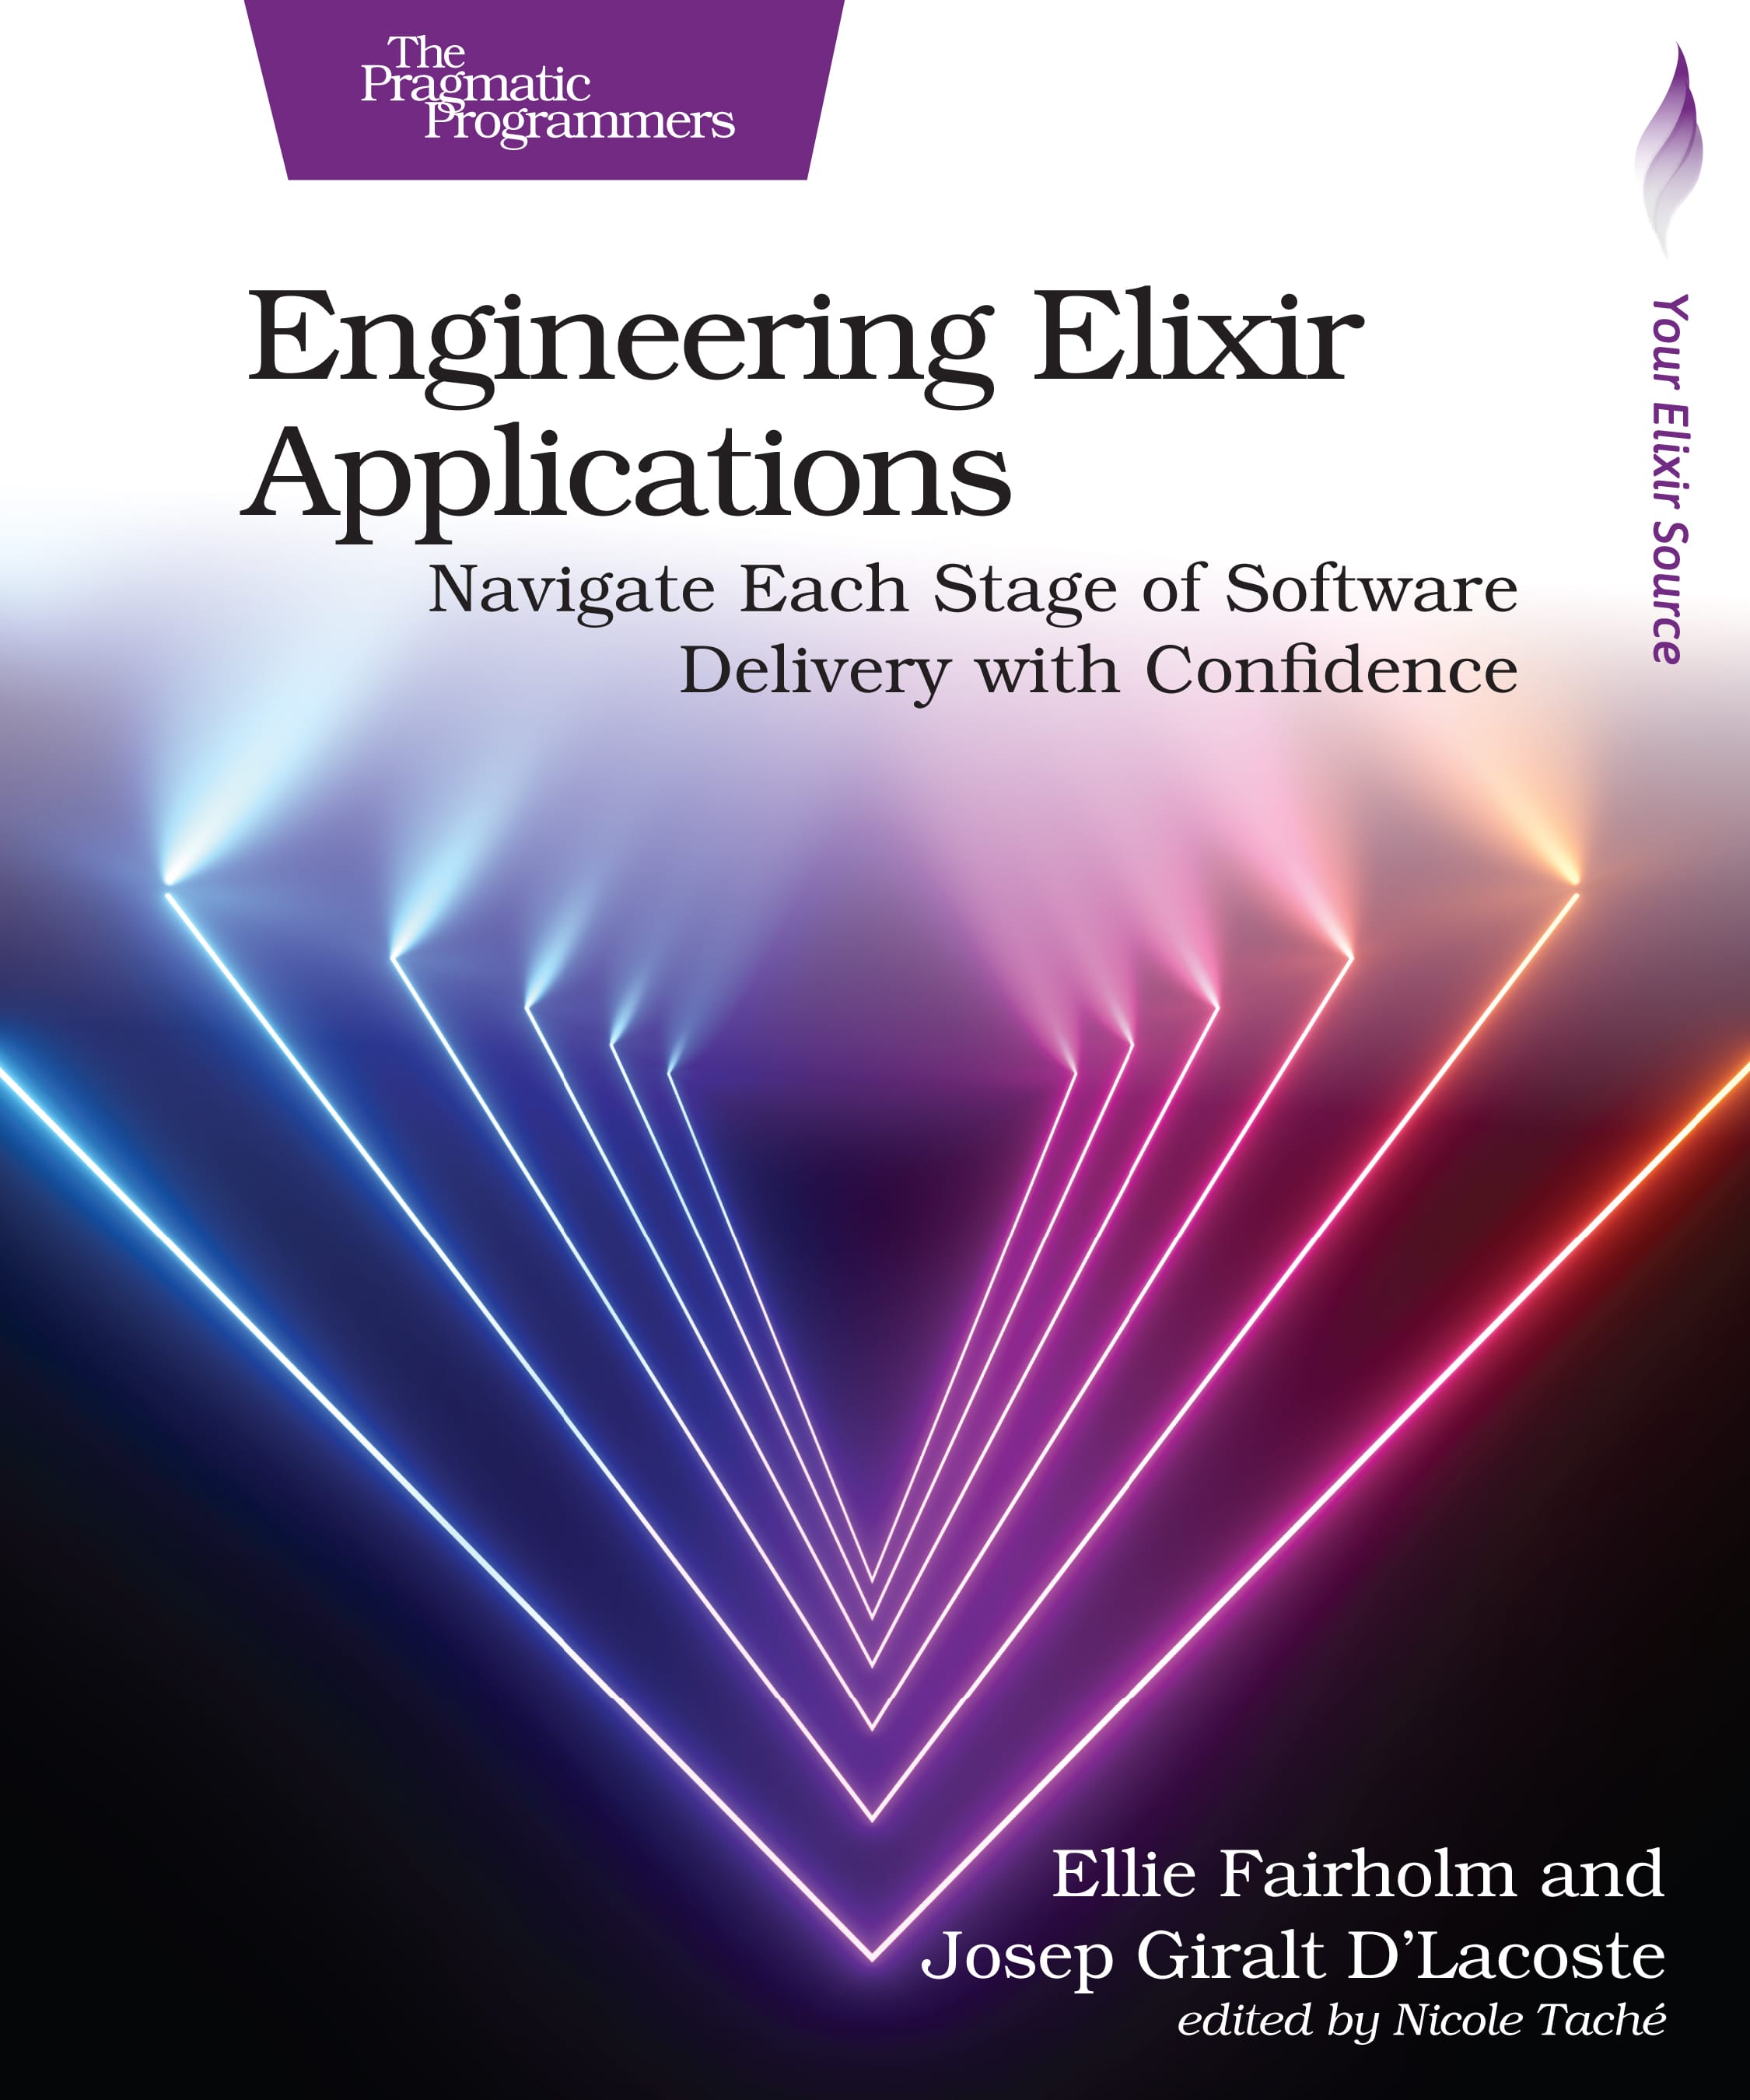 The
Pragmatic
Programmers
Engineering Elixir
Applications
Navigate Each Stage of Software
Delivery with Confidence
Your Elixir Source
Ellie Fairholm and
Josep Giralt D’Lacoste
edited by Nicole Taché